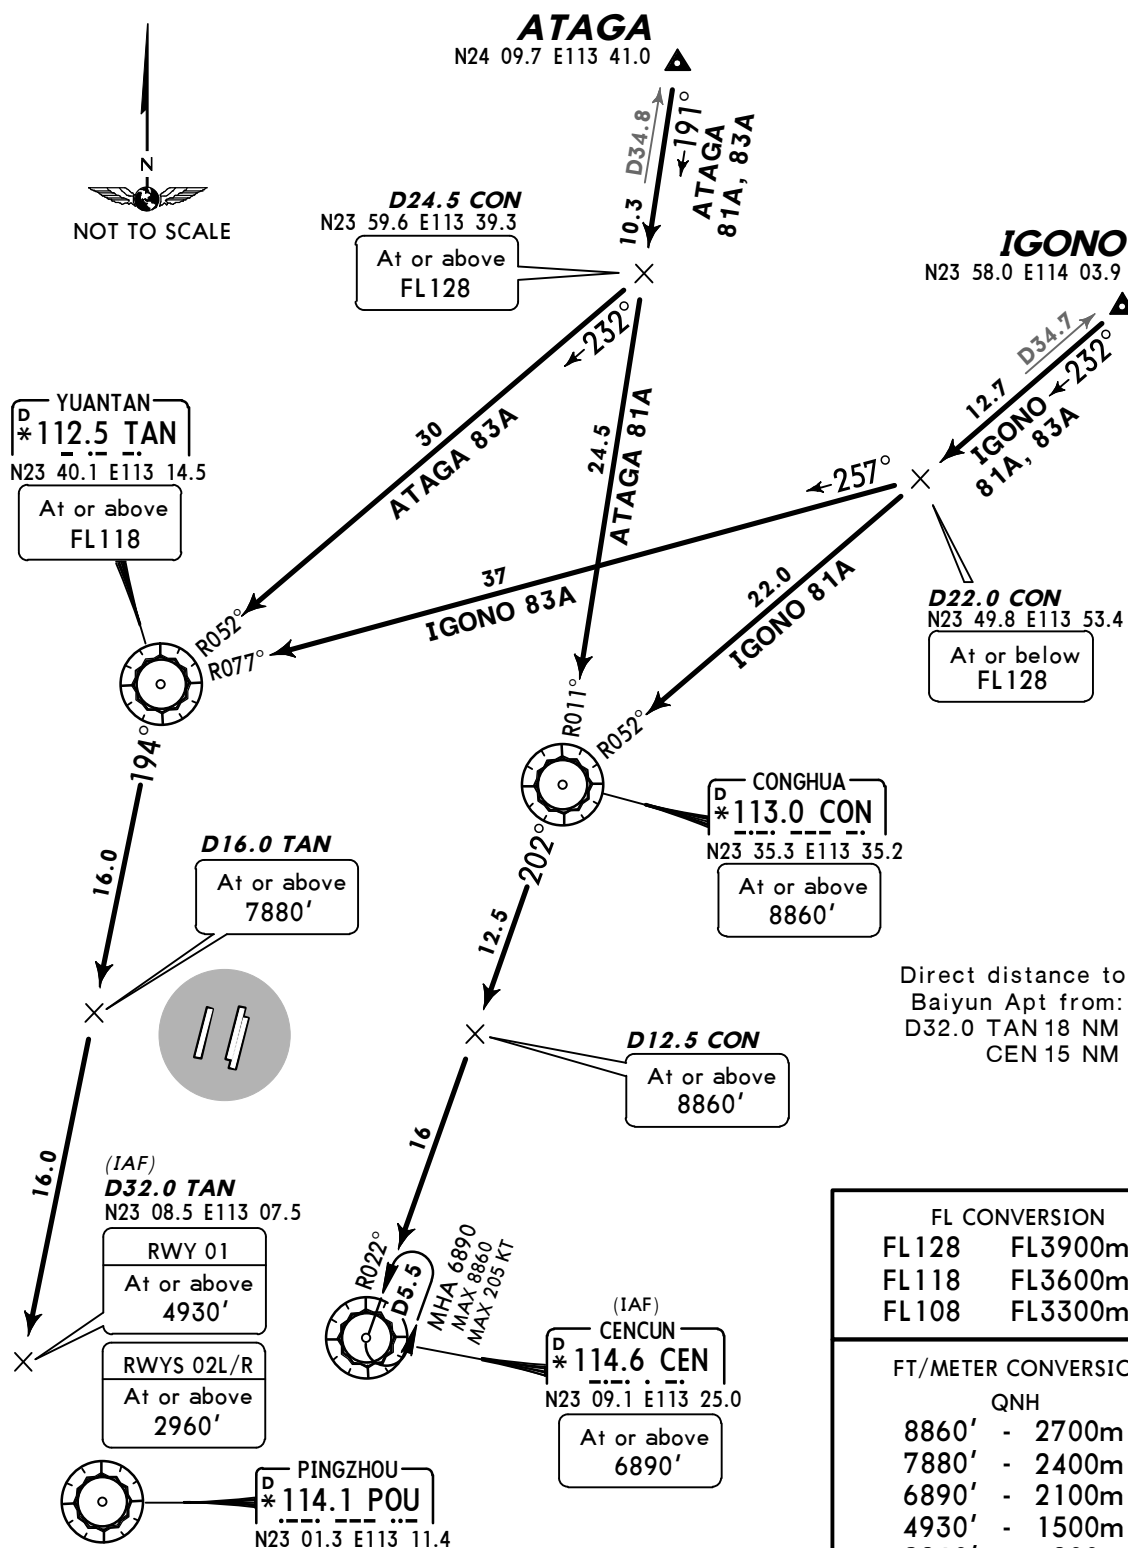 ATAGA
N24 09.7 E113 41.0
N
NOT TO SCALE
D34.8
←191°
ATAGA
81A, 83A
10.3
D24.5 CON
N23 59.6 E113 39.3
At or above
FL128
IGONO
N23 58.0 E114 03.9
D34.7
←232°
12.7
IGONO
81A, 83A
←232°
30
ATAGA 83A
24.5
ATAGA 81A
←257°
37
IGONO 83A
22.0
IGONO 81A
D22.0 CON
N23 49.8 E113 53.4
At or below
FL128
YUANTAN
D
* 112.5 TAN
N23 40.1 E113 14.5
At or above
FL118
R052°
R077°
194°
16.0
R011°
R052°
CONGHUA
D
* 113.0 CON
N23 35.3 E113 35.2
At or above
8860'
202°
12.5
D16.0 TAN
At or above
7880'
Direct distance to
Baiyun Apt from:
D32.0 TAN 18 NM
CEN 15 NM
D12.5 CON
At or above
8860'
16
16.0
(IAF)
D32.0 TAN
N23 08.5 E113 07.5
RWY 01
At or above
4930'
RWYS 02L/R
At or above
2960'
R022°
D5.5
MHA 6890
MAX 8860
MAX 205 KT
(IAF)
CENCUN
D
* 114.6 CEN
N23 09.1 E113 25.0
At or above
6890'
PINGZHOU
D
* 114.1 POU
N23 01.3 E113 11.4
FL CONVERSION
FL128 FL3900m
FL118 FL3600m
FL108 FL3300m
FT/METER CONVERSIO
QNH
8860' - 2700m
7880' - 2400m
6890' - 2100m
4930' - 1500m